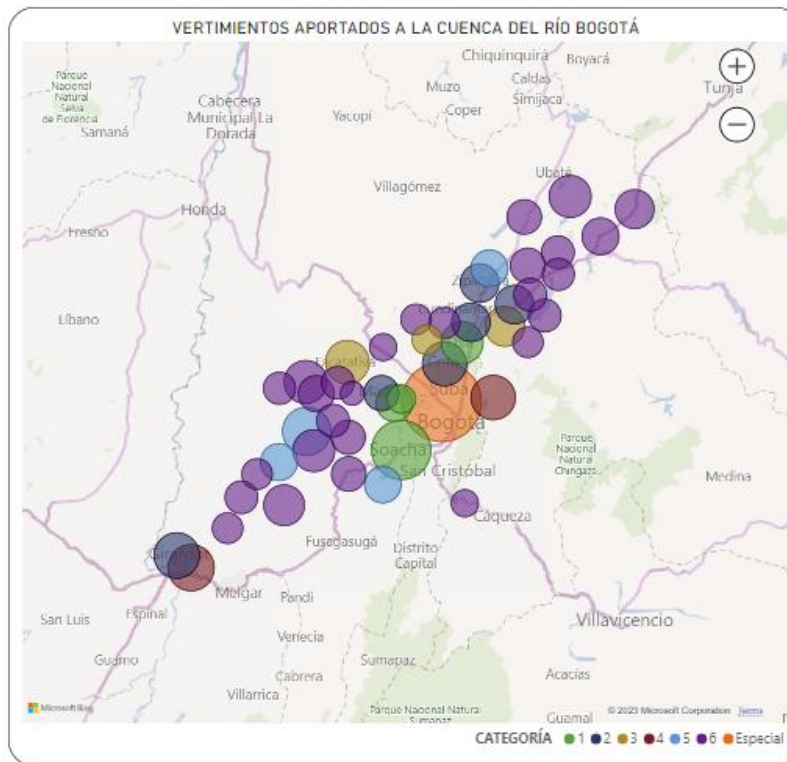 VERTIMIENTOS APORTADOS A LA CUENCA DEL RÍO BOGOTÁ
Chiquinquirá
Boyacá
Parque
Nacional
Natural
Selva
de Florencia
Caldas
Muzo
Simijaca
Tunja
Cabecera
Municipal La
Dorada
Coper
Samaná
Yacopí
Ubaté
Villagómez
Honda
Fresno
Líbano
Suba
Bogotá
Soacha
San Cristóbal
Parque
Nacional
Natural
Chingaza
Medina
Cáqueza
Fusagasugá
Distrito
Capital
Melgar
Pandi
San Luis
Espinal
Venecia
Villavicencio
Guamo
Cabrera
Sumapaz
Acacías
Villarrica
Parque Nacional Natural
Sumapaz
Guamal
Microsoft Bing
© 2023 Microsoft Corporation Terms
CATEGORÍA 1 2 3 4 5 6 Especial